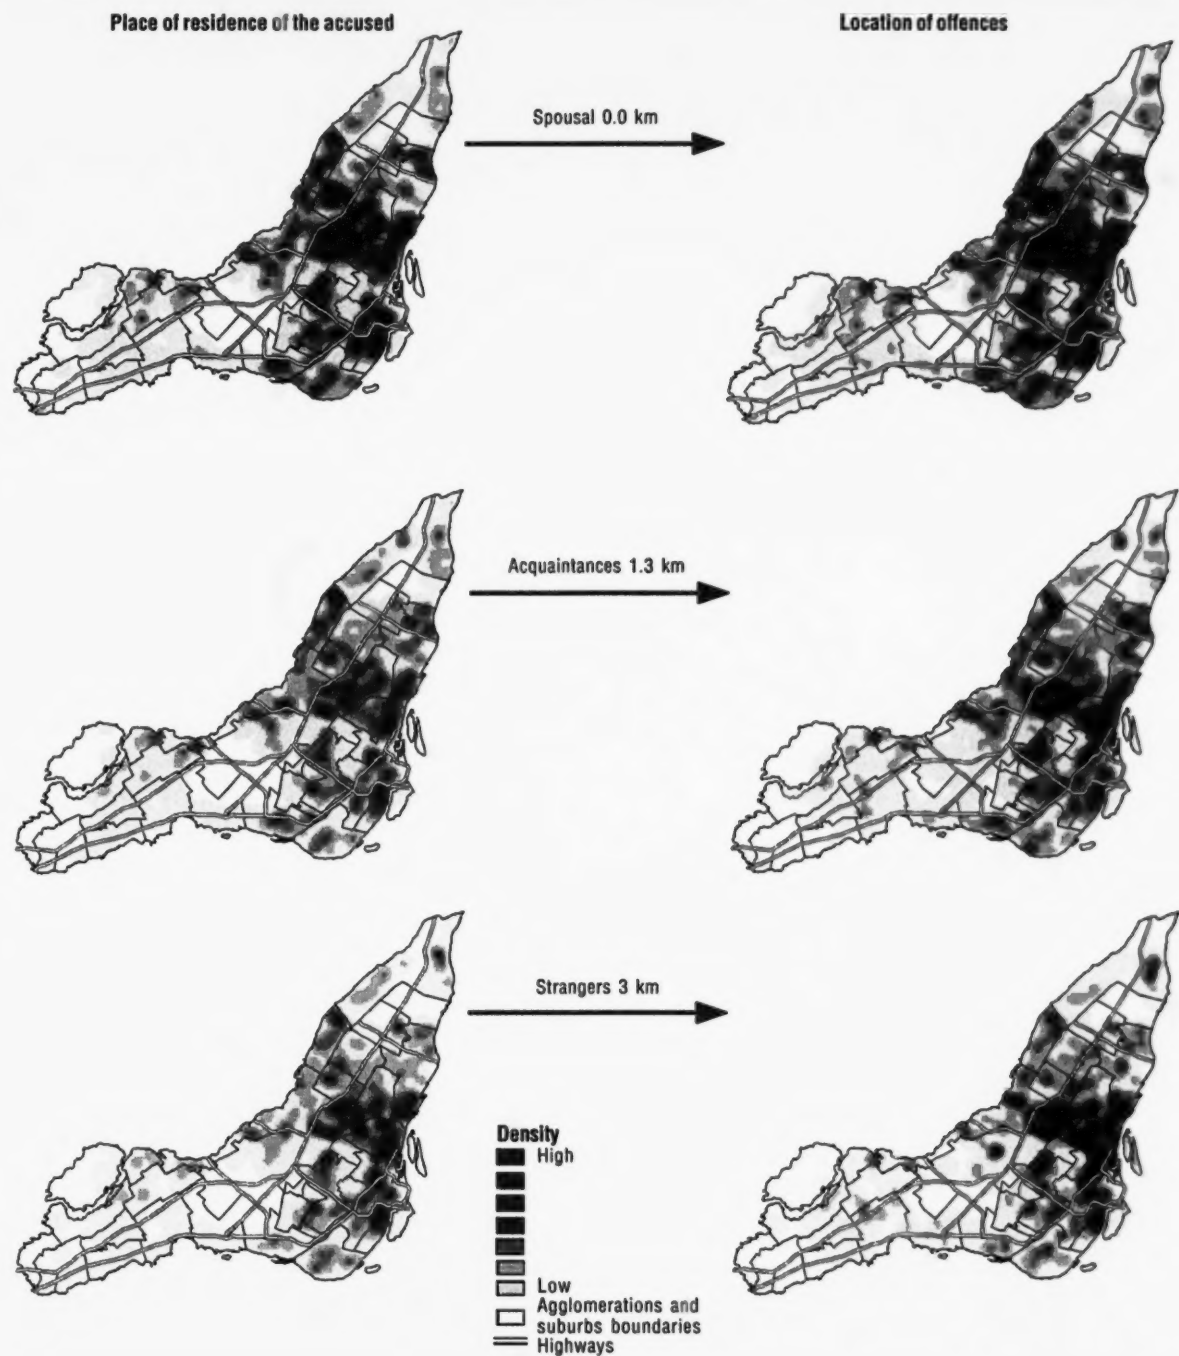 Place of residence of the accused
Location of offences
Spousal 0.0 km
Acquaintances 1.3 km
Strangers 3 km
Density
High
Low
Agglomerations and
suburbs boundaries
Highways